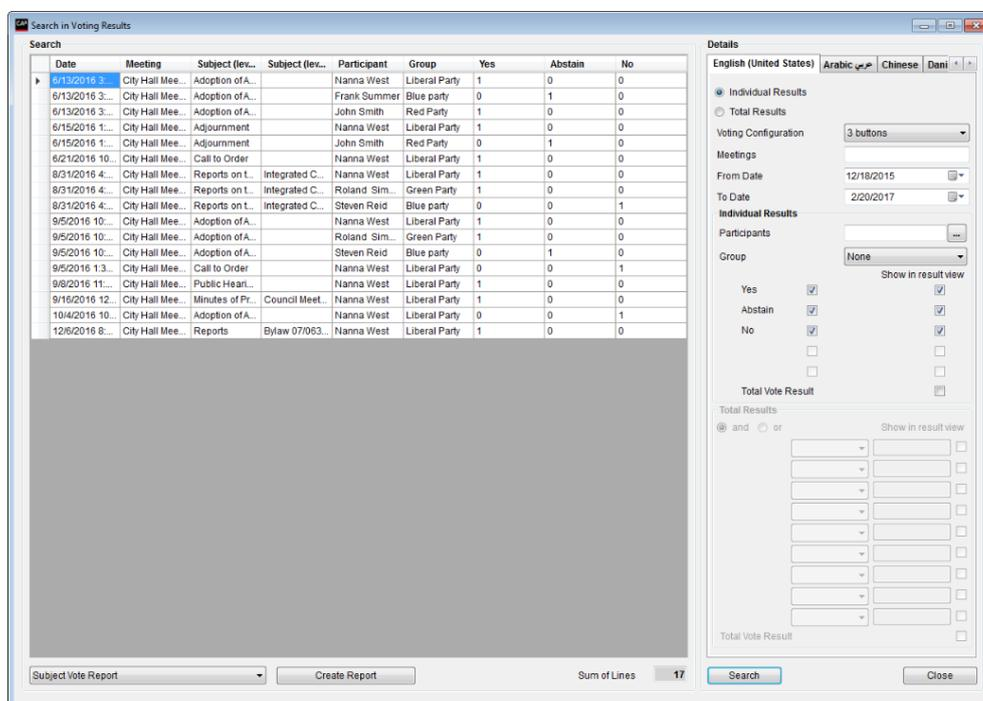 CAP Search in Voting Results
Search
Date Meeting Subject (lev... Subject (lev... Participant Group Yes Abstain No
6/13/2016 3:... City Hall Mee... Adoption of A... Nanna West Liberal Party 1 0 0
6/13/2016 3:... City Hall Mee... Adoption of A... Frank Summer Blue party 0 1 0
6/13/2016 3:... City Hall Mee... Adoption of A... John Smith Red Party 1 0 0
6/15/2016 1:... City Hall Mee... Adjournment Nanna West Liberal Party 1 0 0
6/15/2016 1:... City Hall Mee... Adjournment John Smith Red Party 0 1 0
6/21/2016 10... City Hall Mee... Call to Order Nanna West Liberal Party 1 0 0
8/31/2016 4:... City Hall Mee... Reports on t... Integrated C... Nanna West Liberal Party 1 0 0
8/31/2016 4:... City Hall Mee... Reports on t... Integrated C... Roland Sim... Green Party 1 0 0
8/31/2016 4:... City Hall Mee... Reports on t... Integrated C... Steven Reid Blue party 0 0 1
9/5/2016 10:... City Hall Mee... Adoption of A... Nanna West Liberal Party 1 0 0
9/5/2016 10:... City Hall Mee... Adoption of A... Roland Sim... Green Party 1 0 0
9/5/2016 10:... City Hall Mee... Adoption of A... Steven Reid Blue party 0 1 0
9/5/2016 1:3... City Hall Mee... Call to Order Nanna West Liberal Party 0 0 1
9/8/2016 11:... City Hall Mee... Public Heari... Nanna West Liberal Party 1 0 0
9/16/2016 12... City Hall Mee... Minutes of Pr... Council Meet... Nanna West Liberal Party 1 0 0
10/4/2016 10... City Hall Mee... Adoption of A... Nanna West Liberal Party 0 0 1
12/6/2016 8:... City Hall Mee... Reports Bylaw 07/063... Nanna West Liberal Party 1 0 0
Subject Vote Report Create Report Sum of Lines 17
Details
English (United States) Arabic عربي Chinese Dani
Individual Results
Total Results
Voting Configuration 3 buttons
Meetings
From Date 12/18/2015
To Date 2/20/2017
Individual Results
Participants ...
Group None
Show in result view
Yes
Abstain
No
Total Vote Result
Total Results
and or Show in result view
Total Vote Result
Search Close